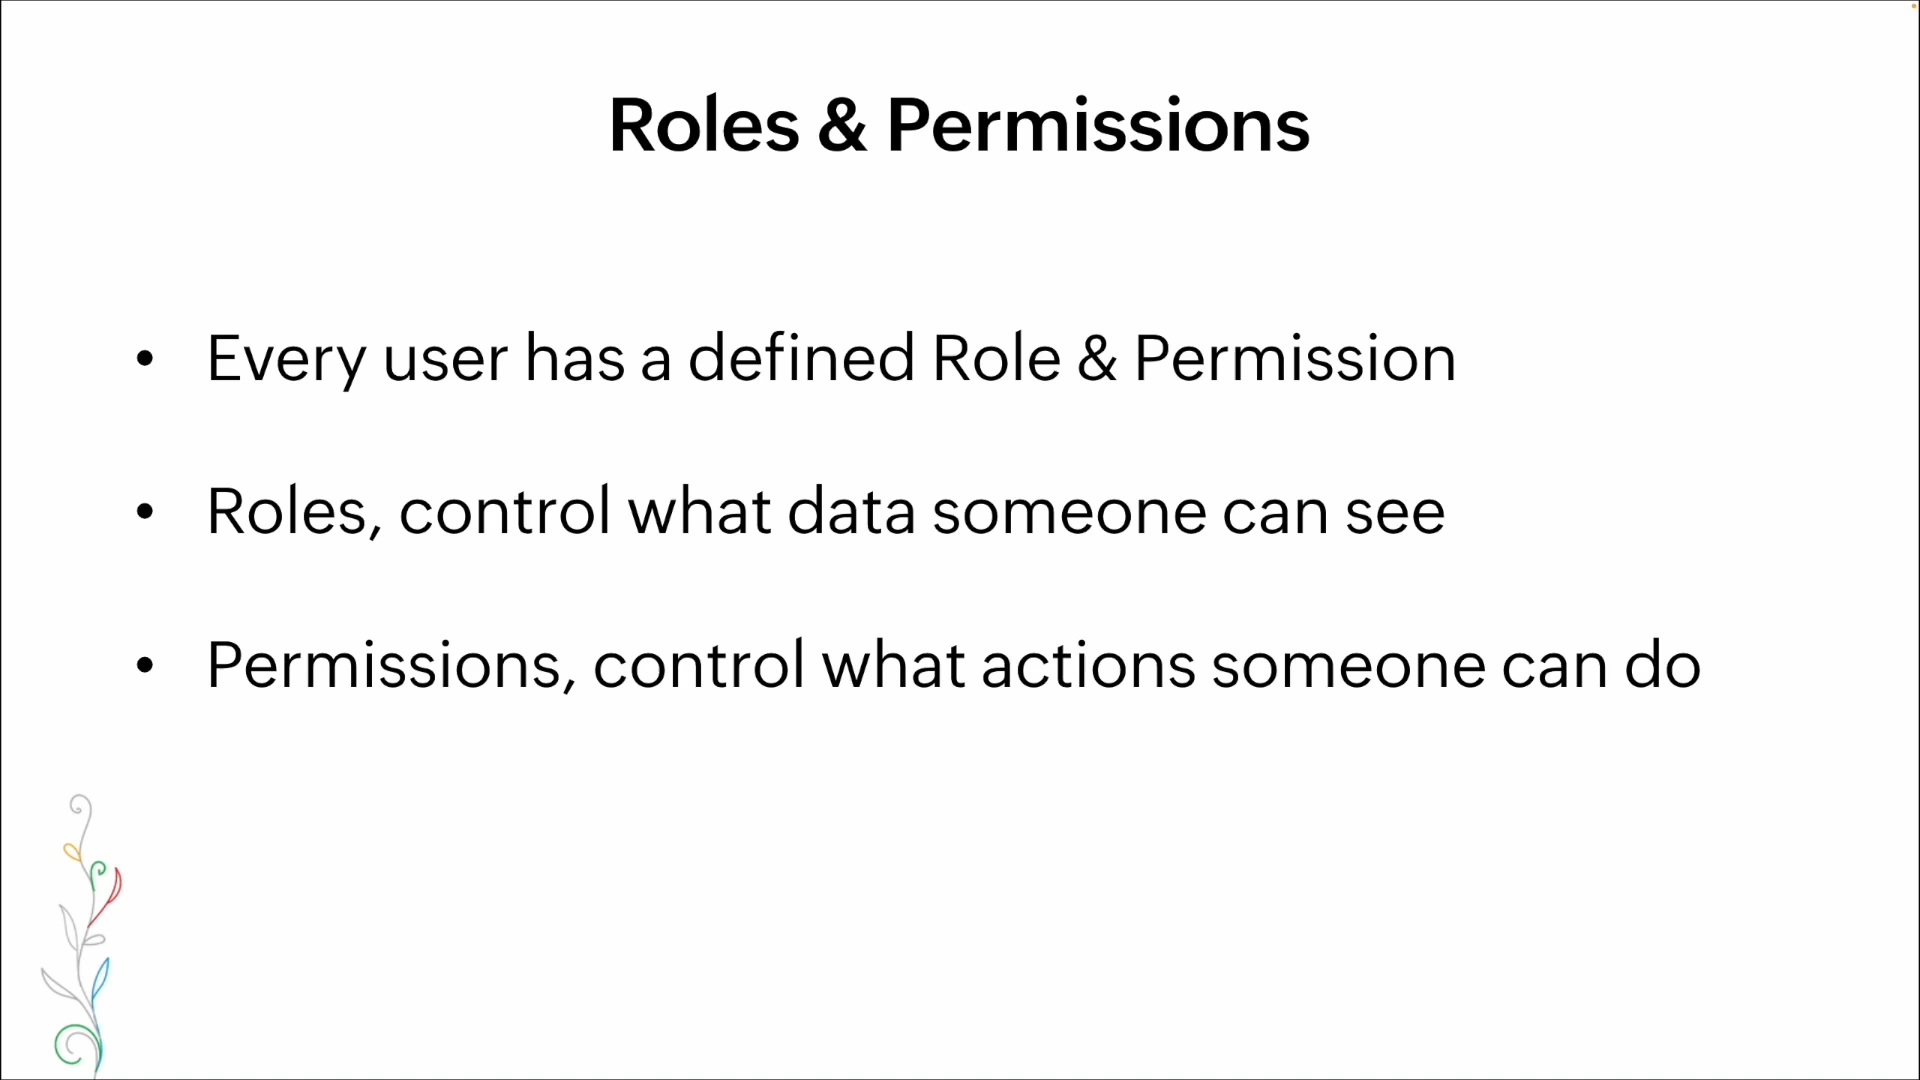 Roles & Permissions
• Every user has a defined Role & Permission
• Roles, control what data someone can see
• Permissions, control what actions someone can do